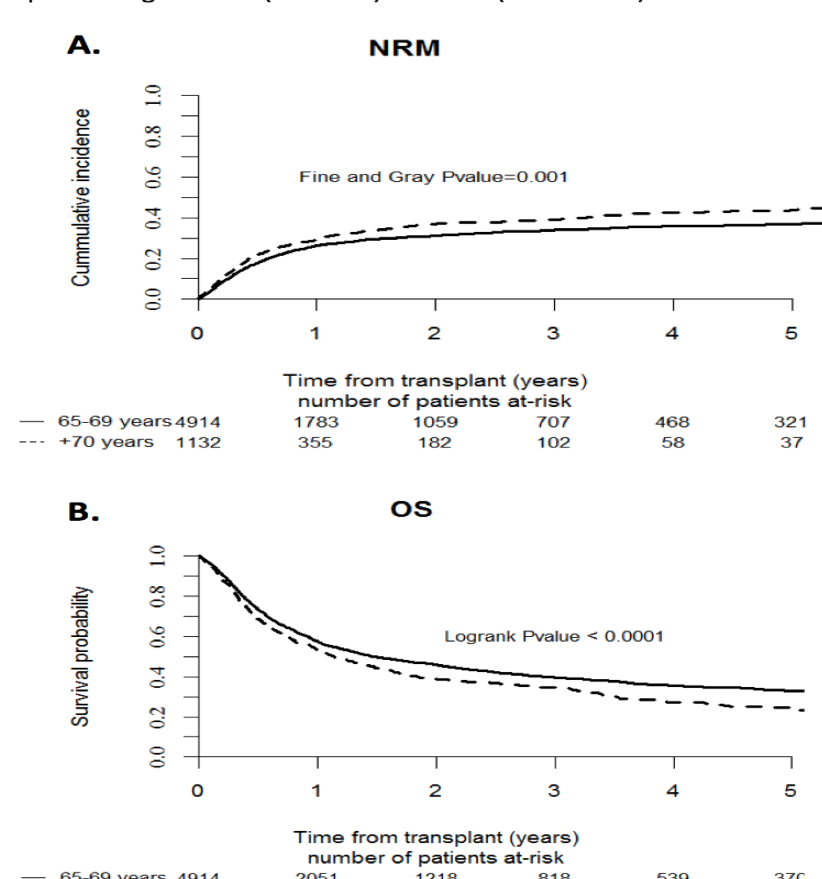 A.
NRM
Cummulative incidence
1.0
0.8
0.6
0.4
0.2
0.0
Fine and Gray Pvalue=0.001
0 1 2 3 4 5
Time from transplant (years)
number of patients at-risk
65-69 years 4914 1783 1059 707 468 321
+70 years 1132 355 182 102 58 37
B.
OS
Survival probability
1.0
0.8
0.6
0.4
0.2
0.0
Logrank Pvalue < 0.0001
0 1 2 3 4 5
Time from transplant (years)
number of patients at-risk
65-69 years 4914 2051 1218 818 539 370